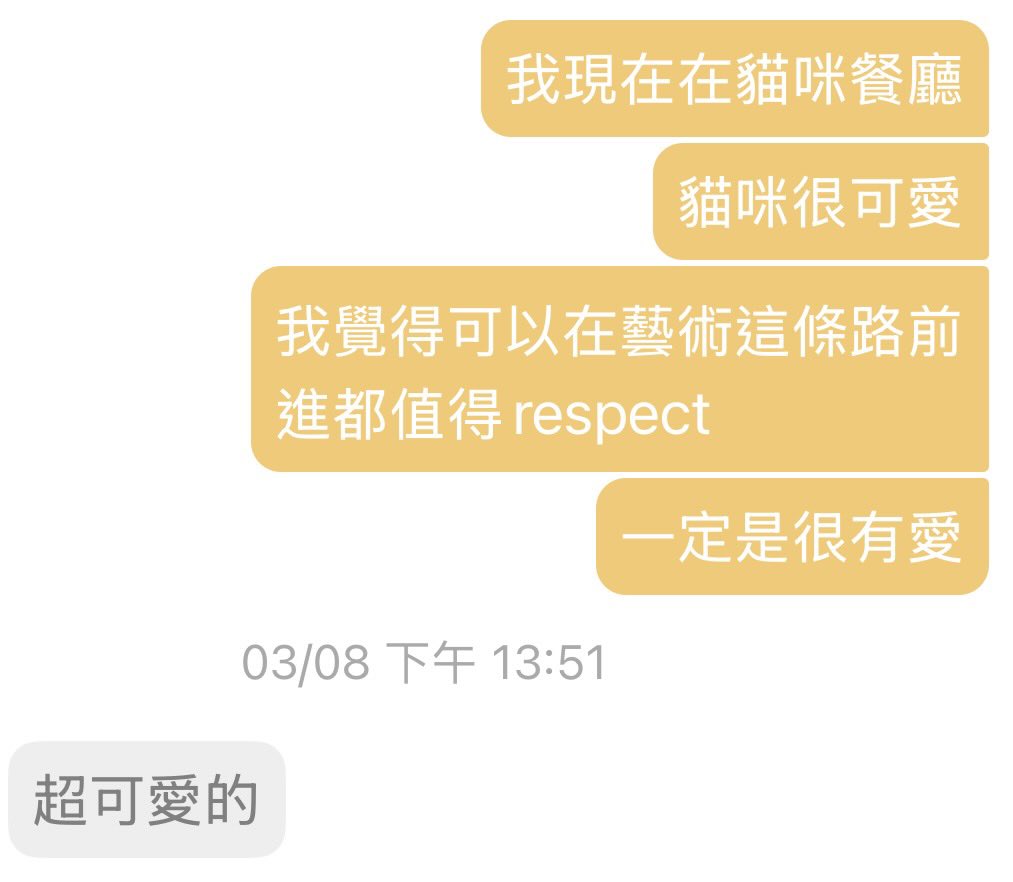 我現在在貓咪餐廳
貓咪很可愛
我覺得可以在藝術這條路前
進都值得respect
一定是很有愛
03/08 下午 13:51
超可愛的